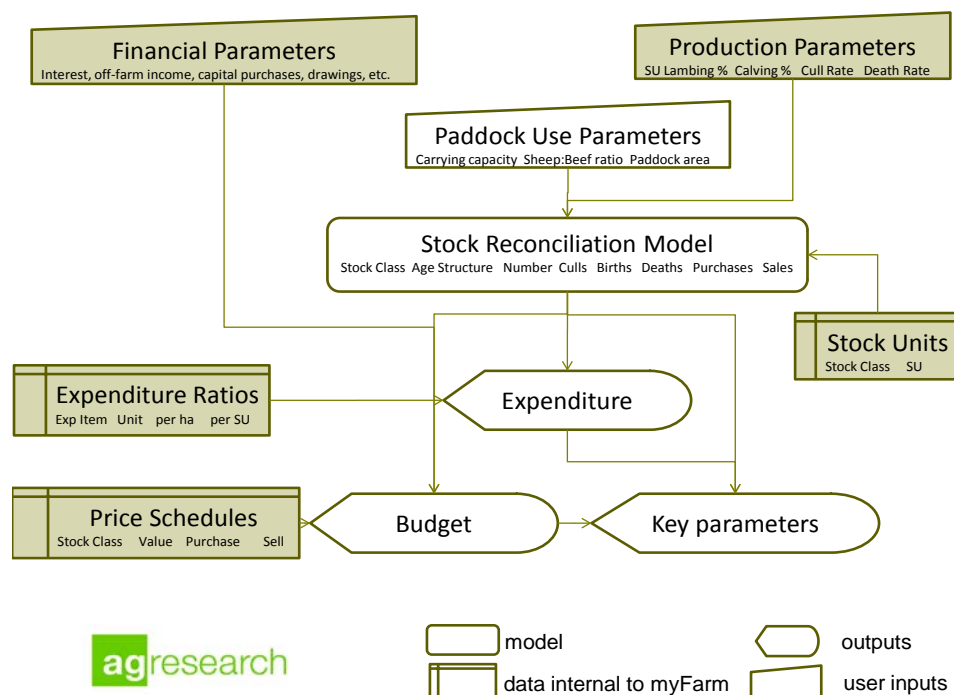 Financial Parameters
Interest, off-farm income, capital purchases, drawings, etc.
Production Parameters
SU Lambing % Calving % Cull Rate Death Rate
Paddock Use Parameters
Carrying capacity Sheep:Beef ratio Paddock area
Stock Reconciliation Model
Stock Class Age Structure Number Culls Births Deaths Purchases Sales
Stock Units
Stock Class SU
Expenditure Ratios
Exp Item Unit per ha per SU
Expenditure
Price Schedules
Stock Class Value Purchase Sell
Budget
Key parameters
agresearch
model
outputs
data internal to myFarm
user inputs